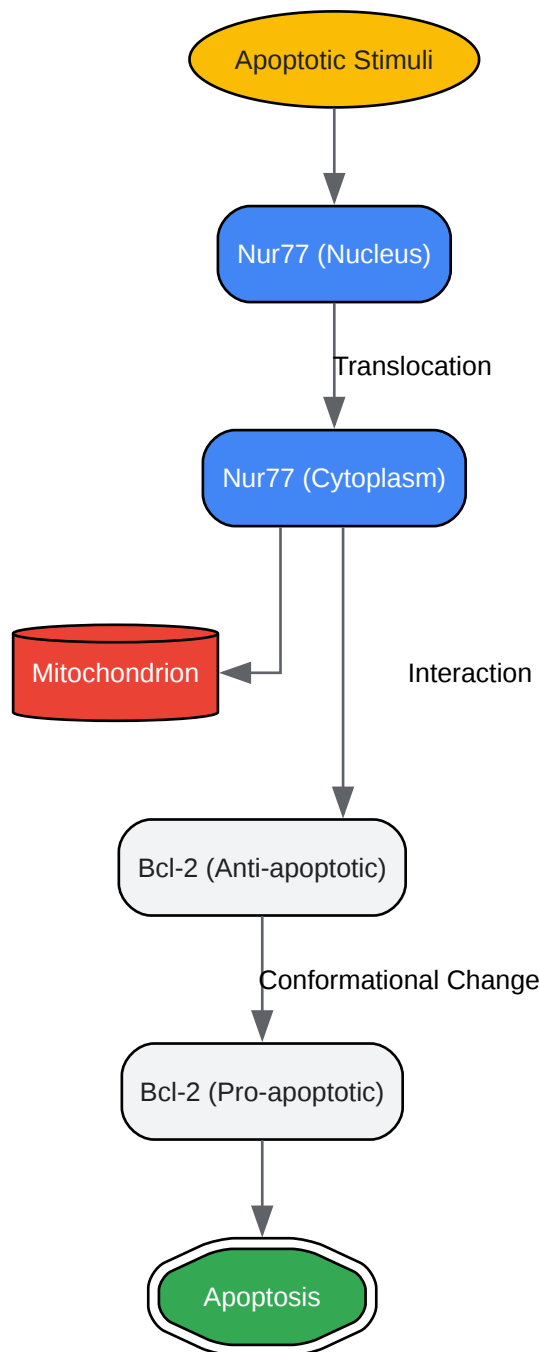 Apoptotic Stimuli
Nur77 (Nucleus)
Translocation
Nur77 (Cytoplasm)
Mitochondrion
Interaction
Bcl-2 (Anti-apoptotic)
Conformational Change
Bcl-2 (Pro-apoptotic)
Apoptosis